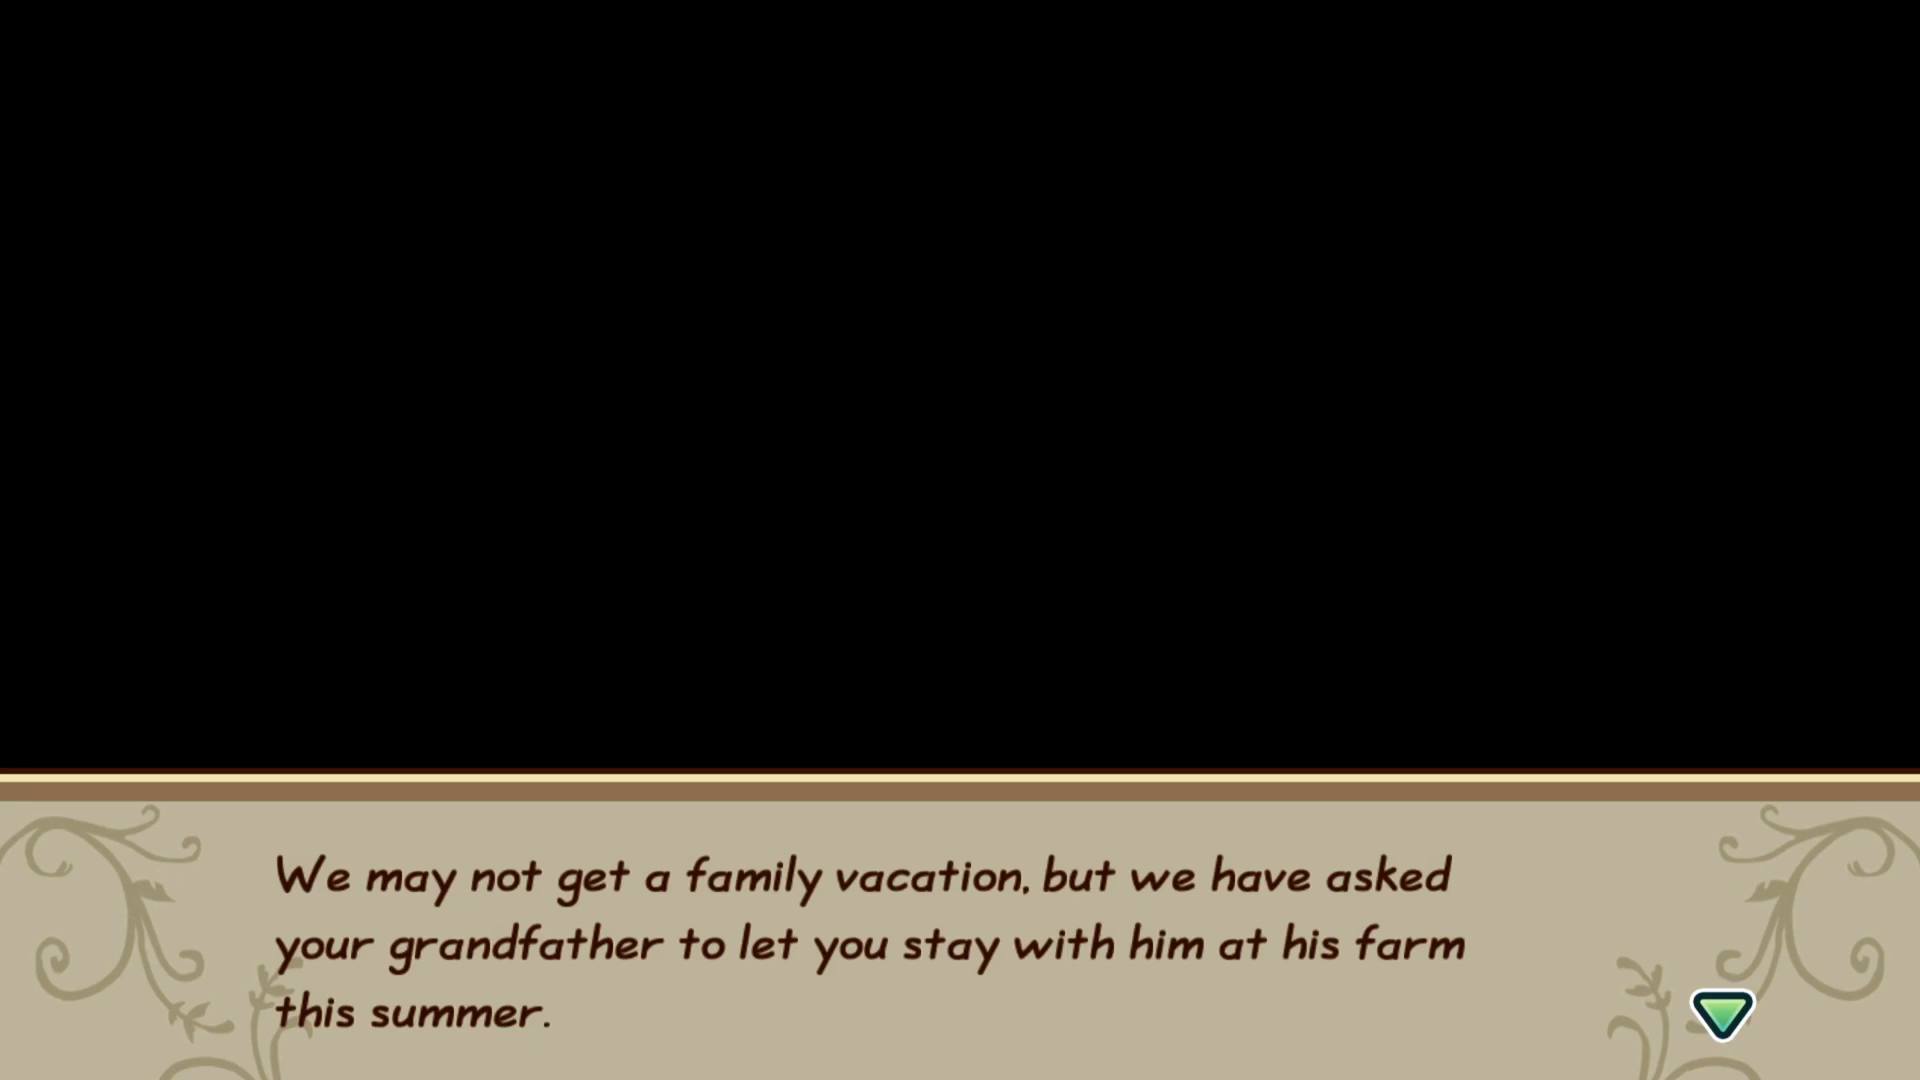 We may not get a family vacation, but we have asked
your grandfather to let you stay with him at his farm
this summer.